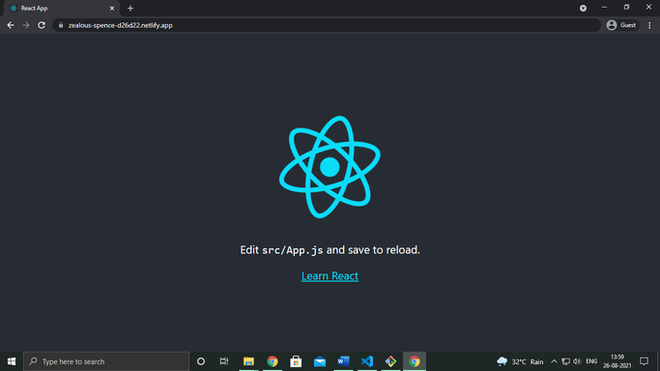 React App
zealous-spence-d26d22.netlify.app
Guest
Edit src/App.js and save to reload.
Learn React
Type here to search
32°C Rain
ENG
13:59
26-08-2021